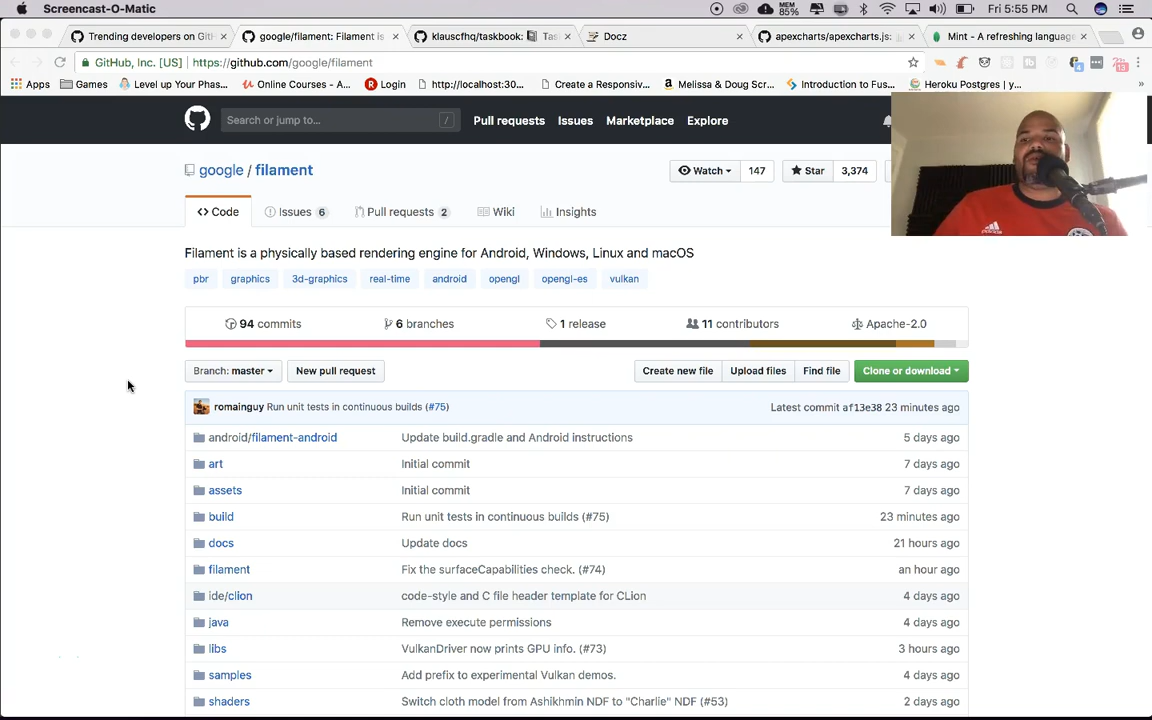 Screencast-O-Matic
MEM
85%
Fri 5:55 PM
Trending developers on GitH
google/filament: Filament is
klauscfhq/taskbook: Tas
Docz
apexcharts/apexcharts.js:
Mint - A refreshing language
GitHub, Inc. [US]
https://github.com/google/filament
4
13
Apps
Games
Level up Your Phas...
Online Courses - A...
Login
http://localhost:30...
Create a Responsiv...
Melissa & Doug Scr...
Introduction to Fus...
Heroku Postgres | y...
»
Search or jump to...
/
Pull requests
Issues
Marketplace
Explore
google / filament
Watch
147
Star
3,374
Code
Issues 6
Pull requests 2
Wiki
Insights
Filament is a physically based rendering engine for Android, Windows, Linux and macOS
pbr
graphics
3d-graphics
real-time
android
opengl
opengl-es
vulkan
94 commits
6 branches
1 release
11 contributors
Apache-2.0
Branch: master
New pull request
Create new file
Upload files
Find file
Clone or download
romainguy Run unit tests in continuous builds (#75)
Latest commit af13e38 23 minutes ago
android/filament-android
Update build.gradle and Android instructions
5 days ago
art
Initial commit
7 days ago
assets
Initial commit
7 days ago
build
Run unit tests in continuous builds (#75)
23 minutes ago
docs
Update docs
21 hours ago
filament
Fix the surfaceCapabilities check. (#74)
an hour ago
ide/clion
code-style and C file header template for CLion
4 days ago
java
Remove execute permissions
4 days ago
libs
VulkanDriver now prints GPU info. (#73)
3 hours ago
samples
Add prefix to experimental Vulkan demos.
4 days ago
shaders
Switch cloth model from Ashikhmin NDF to "Charlie" NDF (#53)
2 days ago